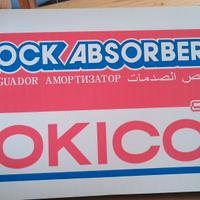 OCK/ABSORBER
GUADOR АМОРТИЗАТОР ص الصدمات
OKICO